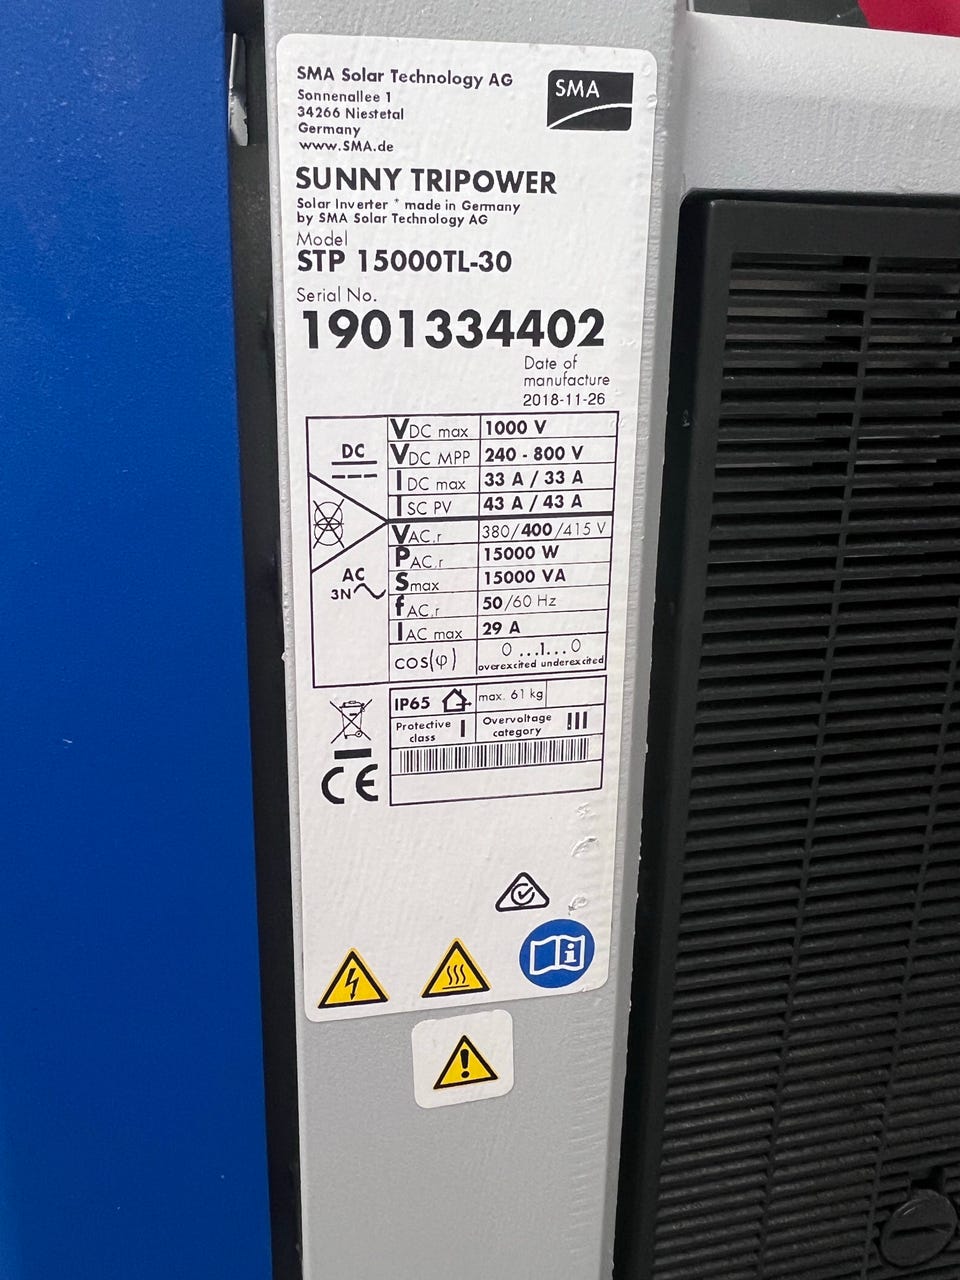 SMA Solar Technology AG
Sonnenallee 1
34266 Niestetal
Germany
www.SMA.de
SMA
SUNNY TRIPOWER
Solar Inverter * made in Germany
by SMA Solar Technology AG
Model
STP 15000TL-30
Serial No.
1901334402
Date of
manufacture
2018-11-26
DC
VDC max 1000 V
VDC MPP 240 - 800 V
IDC max 33 A / 33 A
ISC PV 43 A / 43 A
AC
3N
VAC,r 380/400/415 V
PAC,r 15000 W
Smax 15000 VA
fAC,r 50/60 Hz
IAC max 29 A
cos(φ) 0 ...1... 0
overexcited underexcited
IP65 max. 61 kg
Protective class I Overvoltage category III
CE